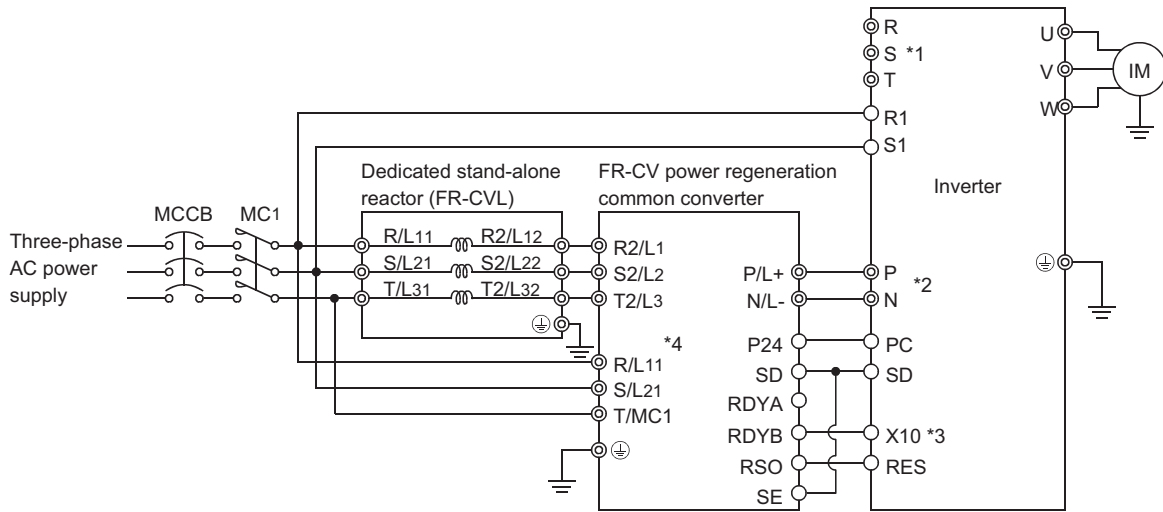 R
S *1
T
R1
S1
U
V
W
IM
Inverter
Dedicated stand-alone
reactor (FR-CVL)
FR-CV power regeneration
common converter
MCCB
MC1
Three-phase
AC power
supply
R/L11
R2/L12
S/L21
S2/L22
T/L31
T2/L32
R2/L1
S2/L2
T2/L3
*4
R/L11
S/L21
T/MC1
P/L+
N/L-
P24
SD
RDYA
RDYB
RSO
SE
P
N
*2
PC
SD
X10 *3
RES